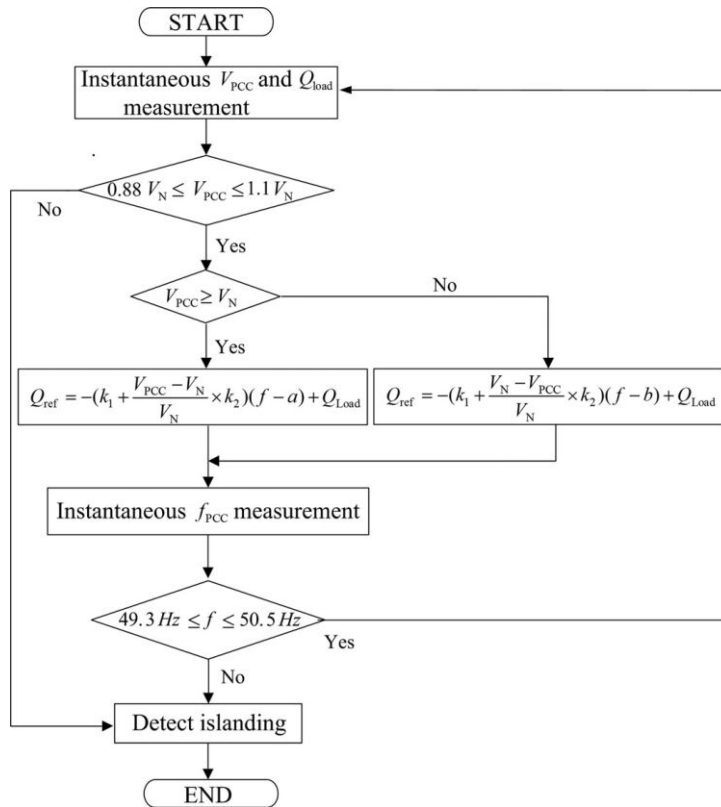 START
Instantaneous V_PCC and Q_load
measurement
0.88 V_N ≤ V_PCC ≤ 1.1 V_N
No
Yes
V_PCC ≥ V_N
No
Yes
Q_ref = −(k_1 + (V_PCC − V_N)/V_N × k_2)(f − a) + Q_Load
Q_ref = −(k_1 + (V_N − V_PCC)/V_N × k_2)(f − b) + Q_Load
Instantaneous f_PCC measurement
49.3 Hz ≤ f ≤ 50.5 Hz
Yes
No
Detect islanding
END